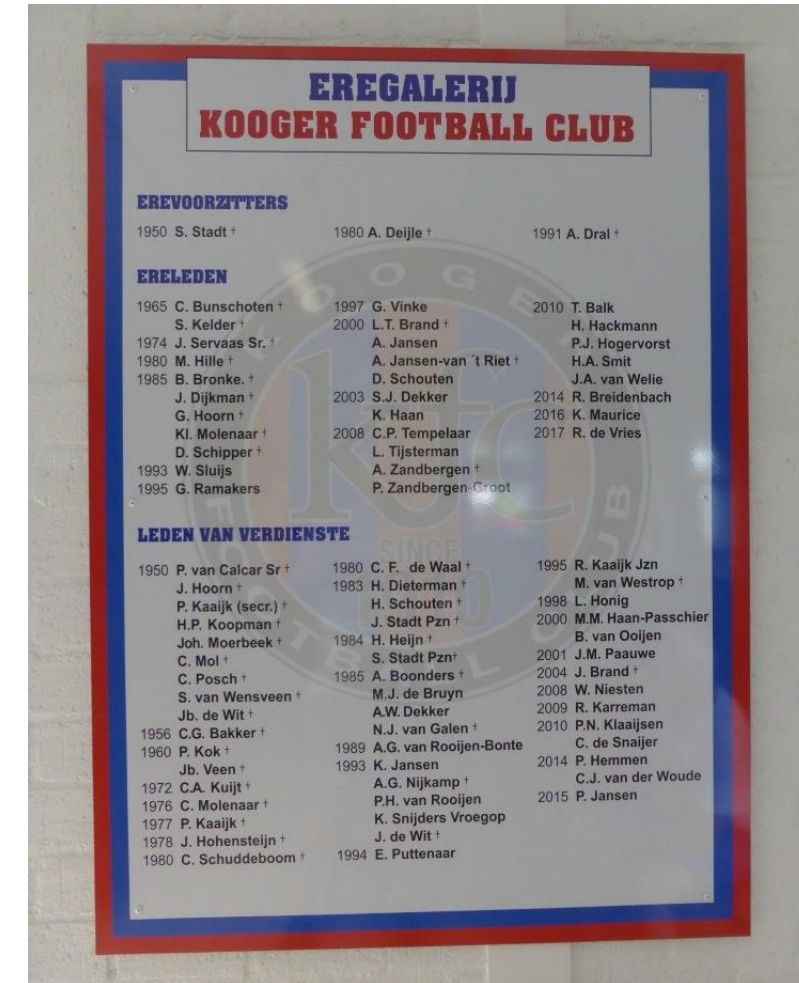 EREGALERIJ
KOOGER FOOTBALL CLUB
EREVOORZITTERS
1950 S. Stadt †
1980 A. Deijle †
1991 A. Dral †
ERELEDEN
1965 C. Bunschoten †
S. Kelder †
1974 J. Servaas Sr. †
1980 M. Hille †
1985 B. Bronke. †
J. Dijkman †
G. Hoorn †
Kl. Molenaar †
D. Schipper †
1993 W. Sluijs
1995 G. Ramakers
1997 G. Vinke
2000 L.T. Brand †
A. Jansen
A. Jansen-van ´t Riet †
D. Schouten
2003 S.J. Dekker
K. Haan
2008 C.P. Tempelaar
L. Tijsterman
A. Zandbergen †
P. Zandbergen-Groot
2010 T. Balk
H. Hackmann
P.J. Hogervorst
H.A. Smit
J.A. van Welie
2014 R. Breidenbach
2016 K. Maurice
2017 R. de Vries
LEDEN VAN VERDIENSTE
1950 P. van Calcar Sr †
J. Hoorn †
P. Kaaijk (secr.) †
H.P. Koopman †
Joh. Moerbeek †
C. Mol †
C. Posch †
S. van Wensveen †
Jb. de Wit †
1956 C.G. Bakker †
1960 P. Kok †
Jb. Veen †
1972 C.A. Kuijt †
1976 C. Molenaar †
1977 P. Kaaijk †
1978 J. Hohensteijn †
1980 C. Schuddeboom †
1980 C. F. de Waal †
1983 H. Dieterman †
H. Schouten †
J. Stadt Pzn †
1984 H. Heijn †
S. Stadt Pzn†
1985 A. Boonders †
M.J. de Bruyn
A.W. Dekker
N.J. van Galen †
1989 A.G. van Rooijen-Bonte
1993 K. Jansen
A.G. Nijkamp †
P.H. van Rooijen
K. Snijders Vroegop
J. de Wit †
1994 E. Puttenaar
1995 R. Kaaijk Jzn
M. van Westrop †
1998 L. Honig
2000 M.M. Haan-Passchier
B. van Ooijen
2001 J.M. Paauwe
2004 J. Brand †
2008 W. Niesten
2009 R. Karreman
2010 P.N. Klaaijsen
C. de Snaijer
2014 P. Hemmen
C.J. van der Woude
2015 P. Jansen
KOOGER
FOOTBALL CLUB
kfc
SINCE